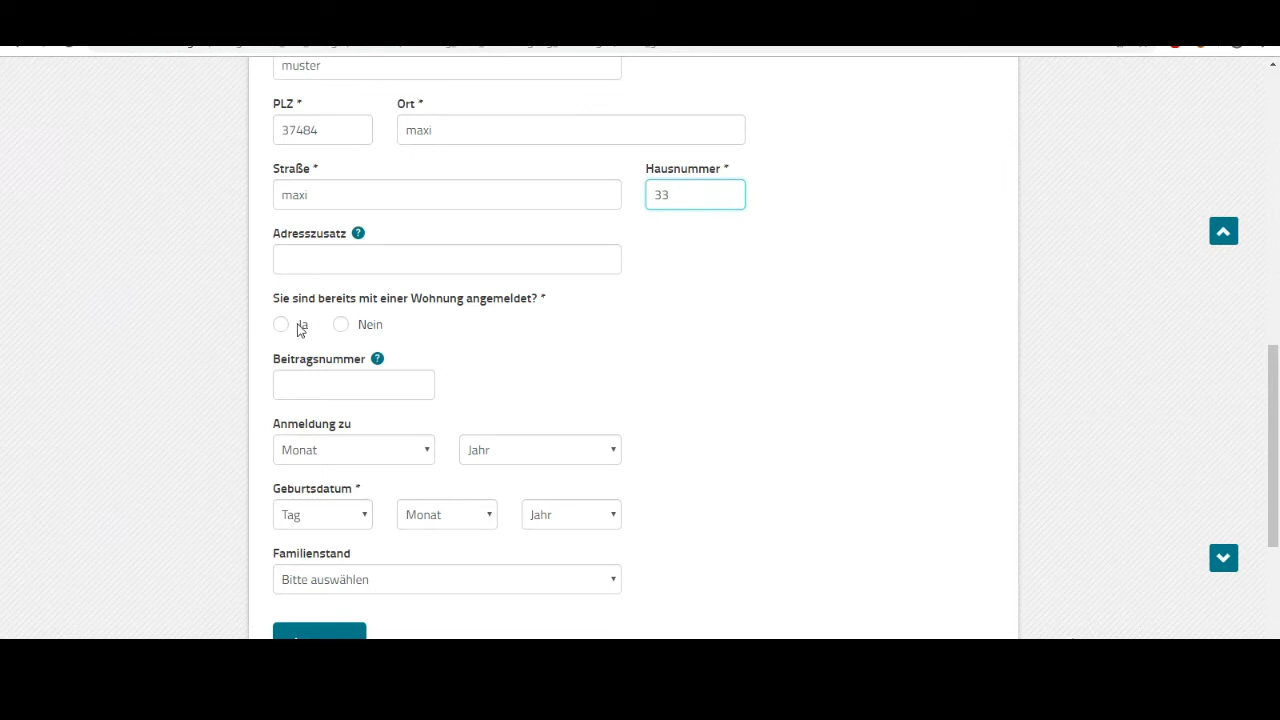 muster
PLZ * Ort *
37484 maxi
Straße * Hausnummer *
maxi 33
Adresszusatz ?
Sie sind bereits mit einer Wohnung angemeldet? *
Ja Nein
Beitragsnummer ?
Anmeldung zu
Monat Jahr
Geburtsdatum *
Tag Monat Jahr
Familienstand
Bitte auswählen